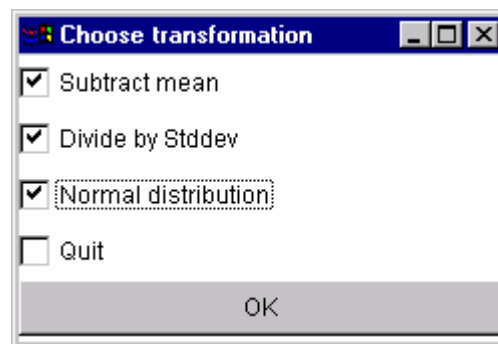 Choose transformation
Subtract mean
Divide by Stddev
Normal distribution
Quit
OK